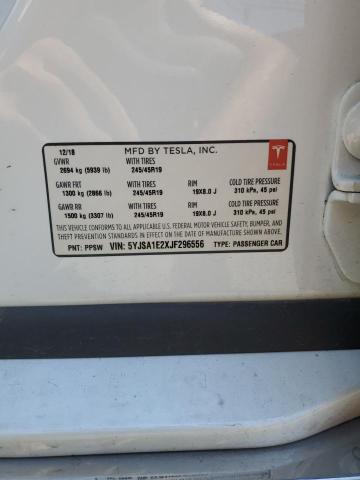 12/18 MFD BY TESLA, INC.
GVWR WITH TIRES
2694 kg (5939 lb) 245/45R19
TESLA
GAWR FRT WITH TIRES RIM COLD TIRE PRESSURE
1300 kg (2866 lb) 245/45R19 19X8.0 J 310 kPa, 45 psi
GAWR RR WITH TIRES RIM COLD TIRE PRESSURE
1500 kg (3307 lb) 245/45R19 19X8.0 J 310 kPa, 45 psi
THIS VEHICLE CONFORMS TO ALL APPLICABLE U.S. FEDERAL MOTOR VEHICLE SAFETY, BUMPER, AND
THEFT PREVENTION STANDARDS IN EFFECT ON THE DATE OF MANUFACTURE SHOWN ABOVE.
PNT: PPSW VIN: 5YJSA1E2XJF296556 TYPE: PASSENGER CAR